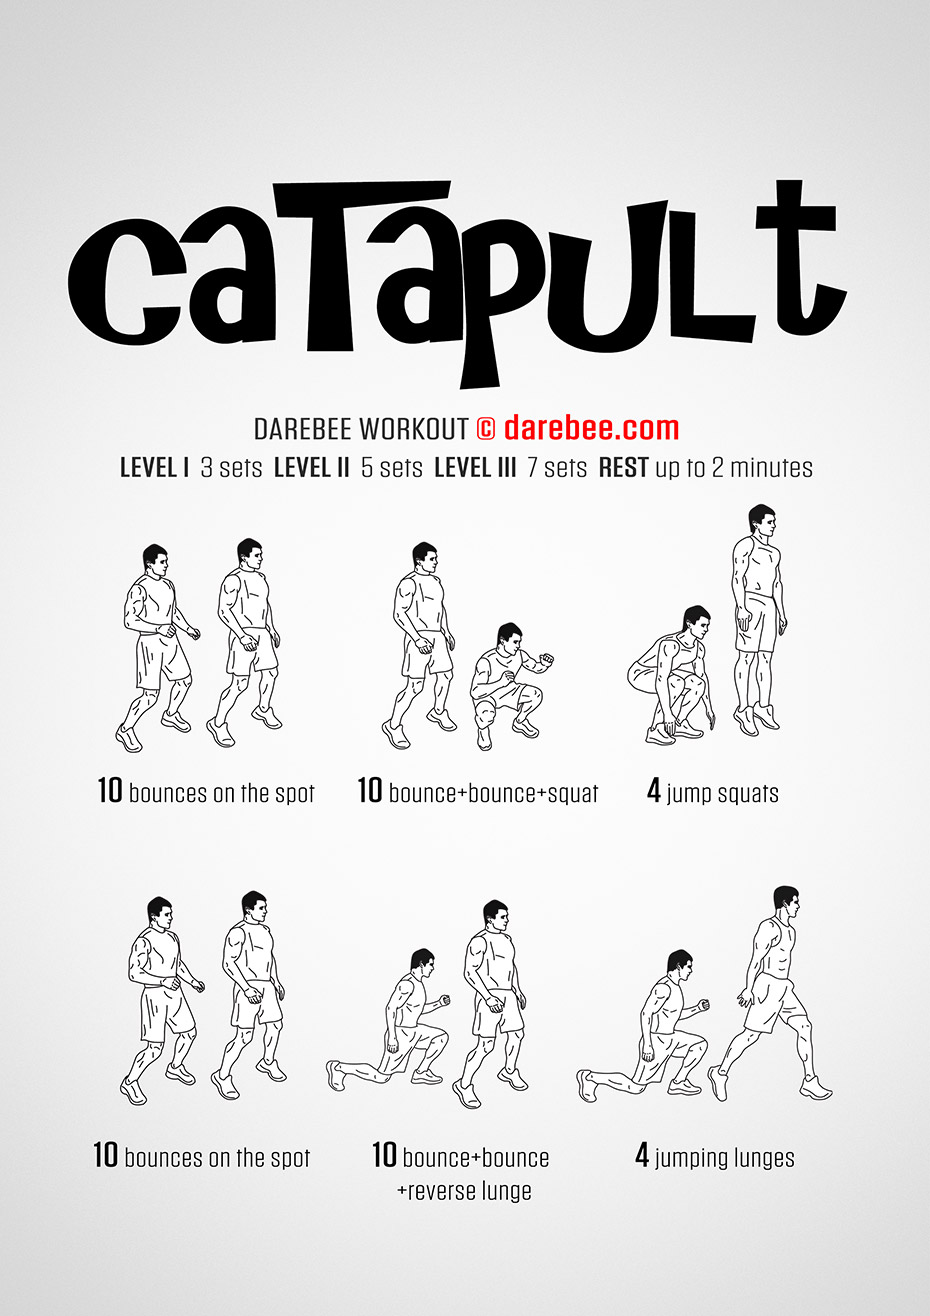 caTapuLt
DAREBEE WORKOUT © darebee.com
LEVEL I 3 sets LEVEL II 5 sets LEVEL III 7 sets REST up to 2 minutes
10 bounces on the spot
10 bounce+bounce+squat
4 jump squats
10 bounces on the spot
10 bounce+bounce
+reverse lunge
4 jumping lunges